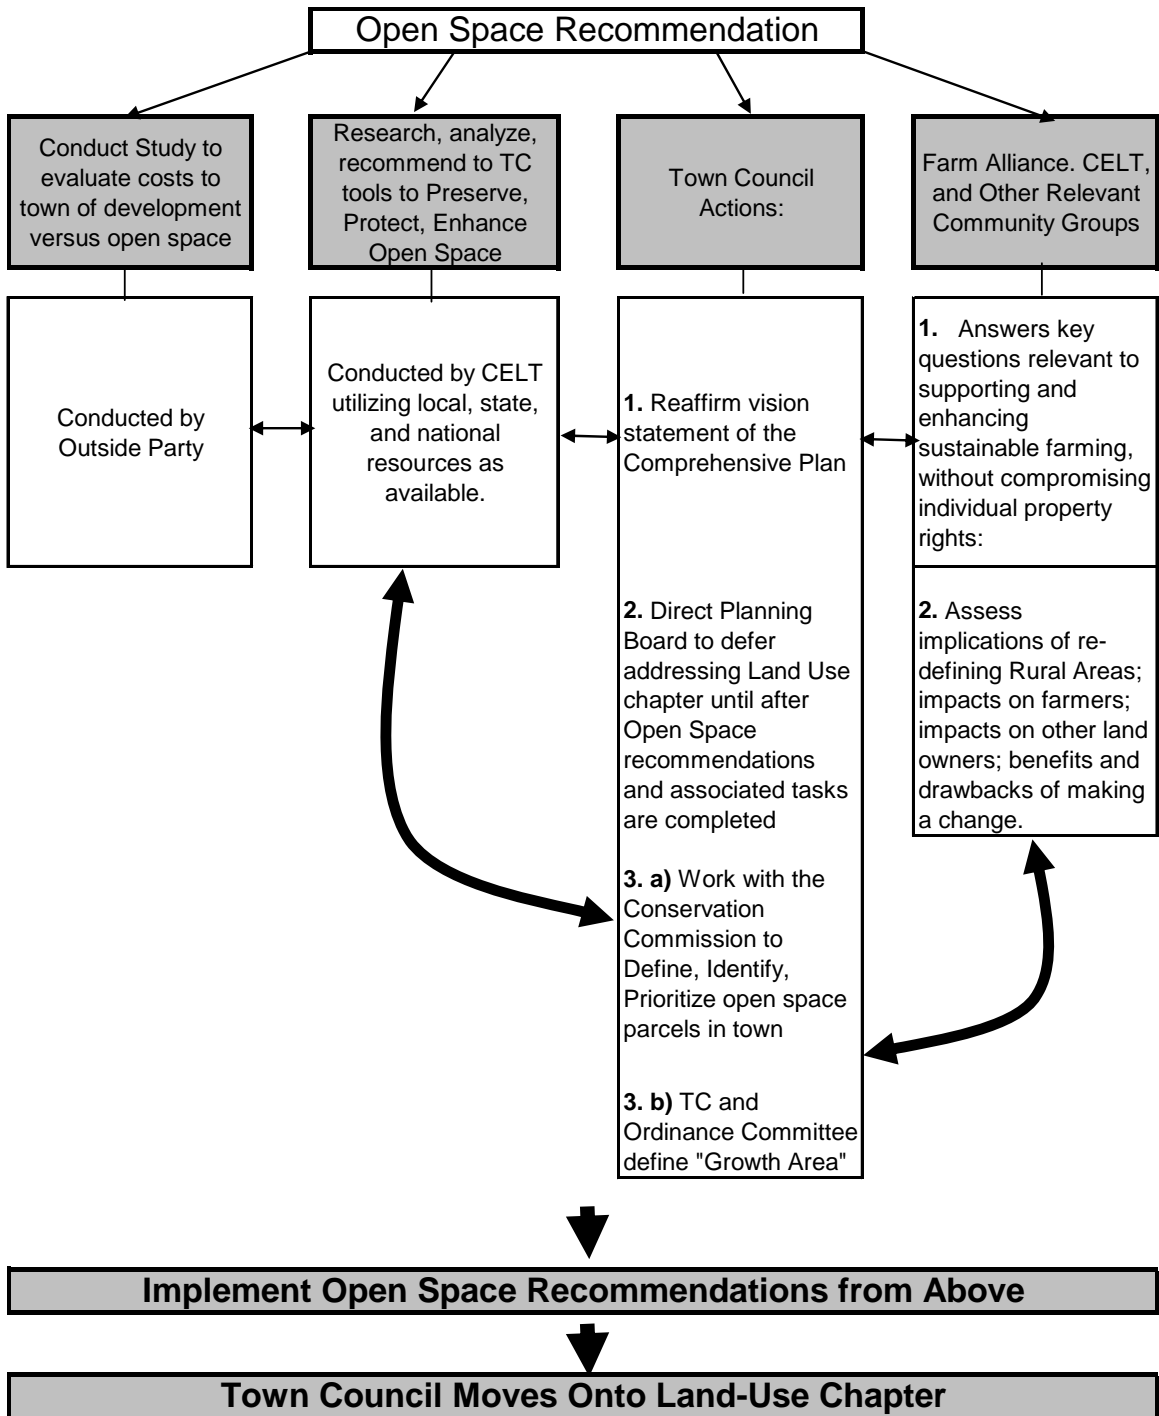 Open Space Recommendation
Conduct Study to
evaluate costs to
town of development
versus open space
Research, analyze,
recommend to TC
tools to Preserve,
Protect, Enhance
Open Space
Town Council
Actions:
Farm Alliance. CELT,
and Other Relevant
Community Groups
Conducted by
Outside Party
Conducted by CELT
utilizing local, state,
and national
resources as
available.
1. Reaffirm vision
statement of the
Comprehensive Plan
2. Direct Planning
Board to defer
addressing Land Use
chapter until after
Open Space
recommendations
and associated tasks
are completed
3. a) Work with the
Conservation
Commission to
Define, Identify,
Prioritize open space
parcels in town
3. b) TC and
Ordinance Committee
define "Growth Area"
1. Answers key
questions relevant to
supporting and
enhancing
sustainable farming,
without compromising
individual property
rights:
2. Assess
implications of re-
defining Rural Areas;
impacts on farmers;
impacts on other land
owners; benefits and
drawbacks of making
a change.
Implement Open Space Recommendations from Above
Town Council Moves Onto Land-Use Chapter